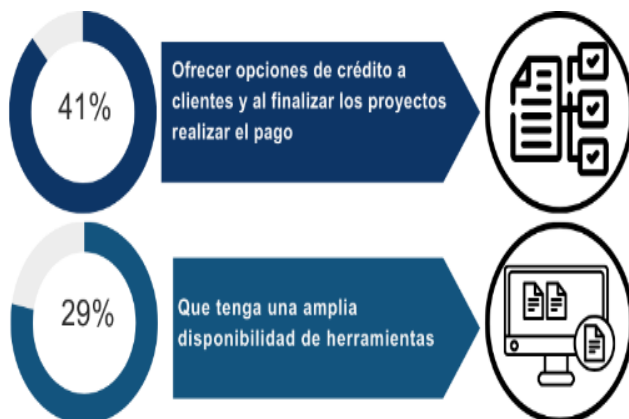 41%
Ofrecer opciones de crédito a
clientes y al finalizar los proyectos
realizar el pago
29%
Que tenga una amplia
disponibilidad de herramientas